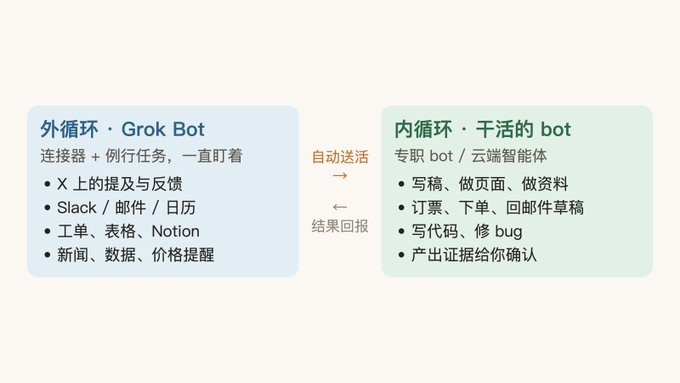 外循环 · Grok Bot
连接器 + 例行任务，一直盯着
• X 上的提及与反馈
• Slack / 邮件 / 日历
• 工单、表格、Notion
• 新闻、数据、价格提醒
自动送活
→
←
结果回报
内循环 · 干活的 bot
专职 bot / 云端智能体
• 写稿、做页面、做资料
• 订票、下单、回邮件草稿
• 写代码、修 bug
• 产出证据给你确认